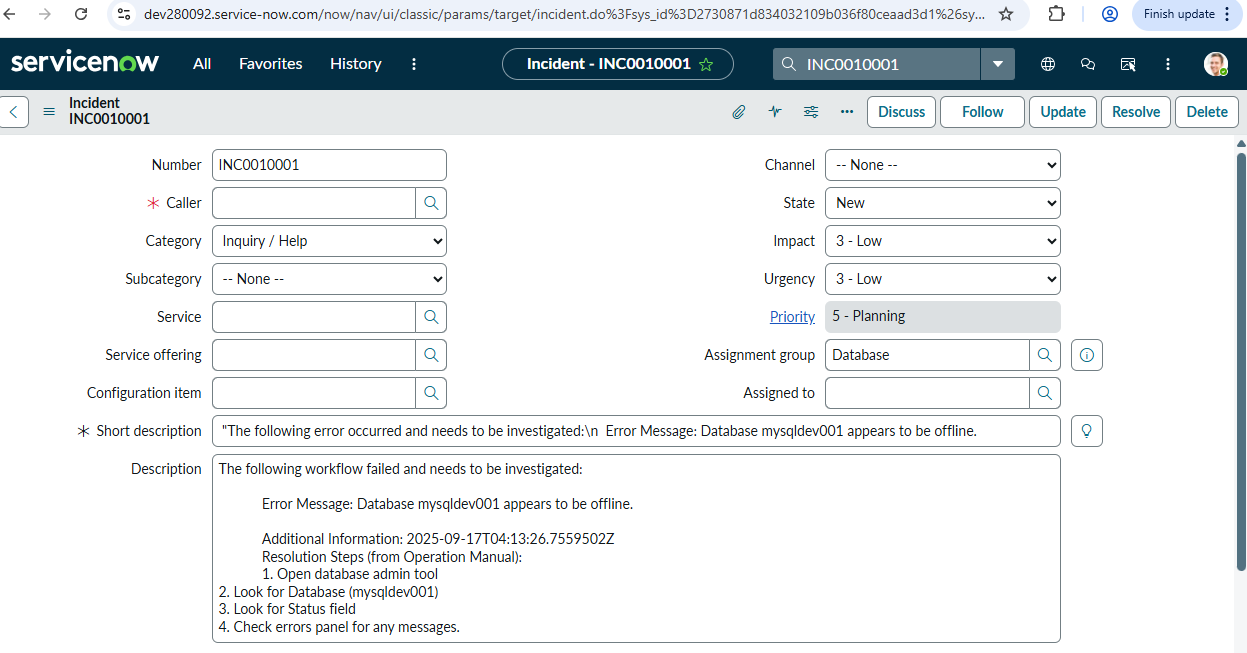 dev280092.service-now.com/now/nav/ui/classic/params/target/incident.do%3Fsys_id%3D2730871d834032109b036f80ceaad3d1%26sy...
Finish update
servicenow
All
Favorites
History
Incident - INC0010001
INC0010001
Incident
INC0010001
Discuss
Follow
Update
Resolve
Delete
Number INC0010001
Channel -- None --
* Caller
State New
Category Inquiry / Help
Impact 3 - Low
Subcategory -- None --
Urgency 3 - Low
Service
Priority 5 - Planning
Service offering
Assignment group Database
Configuration item
Assigned to
* Short description "The following error occurred and needs to be investigated:\n Error Message: Database mysqldev001 appears to be offline.
Description The following workflow failed and needs to be investigated:
Error Message: Database mysqldev001 appears to be offline.
Additional Information: 2025-09-17T04:13:26.7559502Z
Resolution Steps (from Operation Manual):
1. Open database admin tool
2. Look for Database (mysqldev001)
3. Look for Status field
4. Check errors panel for any messages.